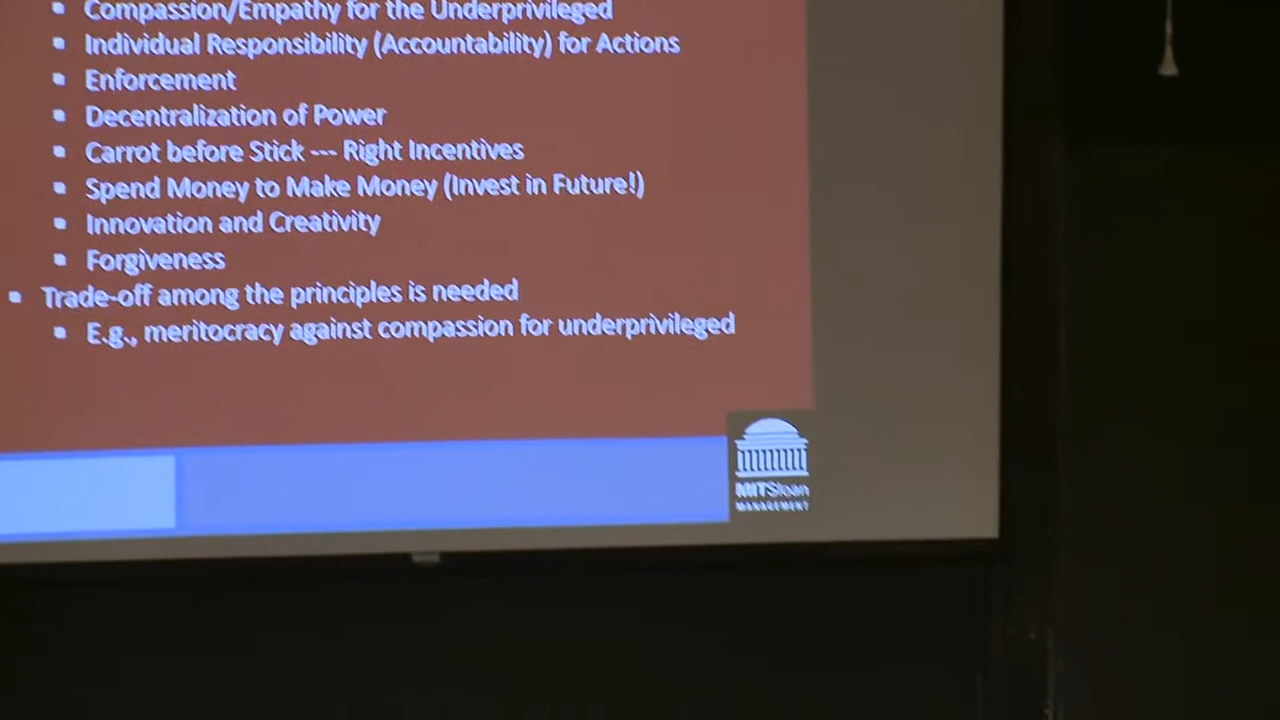 Compassion/Empathy for the Underprivileged
Individual Responsibility (Accountability) for Actions
Enforcement
Decentralization of Power
Carrot before Stick --- Right Incentives
Spend Money to Make Money (Invest in Future!)
Innovation and Creativity
Forgiveness
Trade-off among the principles is needed
E.g., meritocracy against compassion for underprivileged
MITSloan
MANAGEMENT